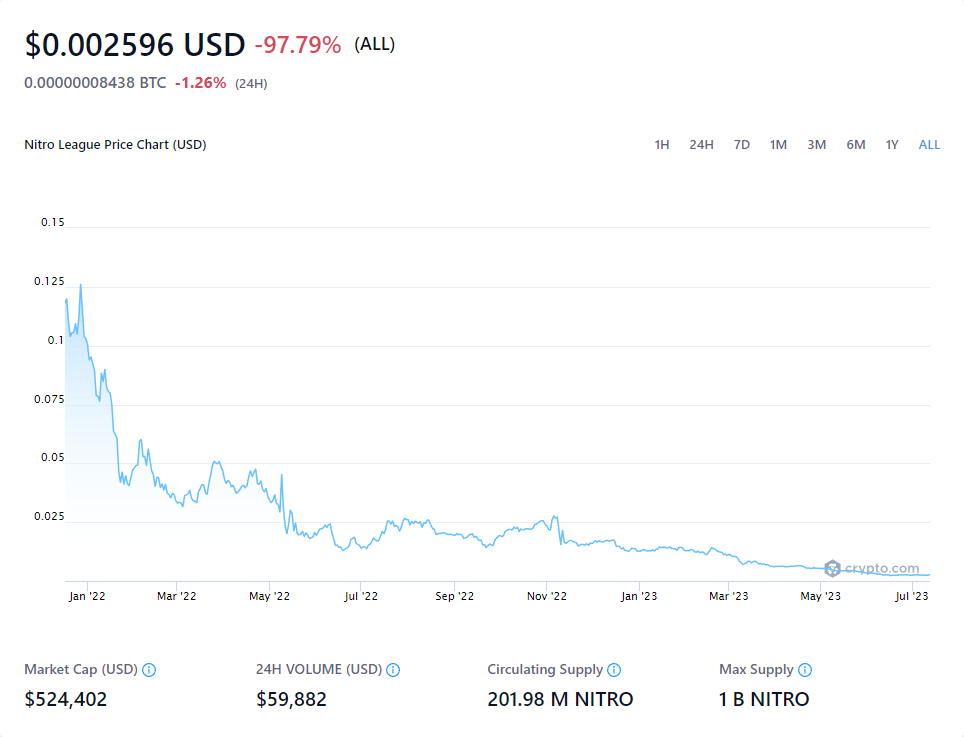 $0.002596 USD -97.79% (ALL)
0.00000008438 BTC -1.26% (24H)
Nitro League Price Chart (USD) 1H 24H 7D 1M 3M 6M 1Y ALL
0.15
0.125
0.1
0.075
0.05
0.025
crypto.com
Jan '22 Mar '22 May '22 Jul '22 Sep '22 Nov '22 Jan '23 Mar '23 May '23 Jul '23
Market Cap (USD) 24H VOLUME (USD) Circulating Supply Max Supply
$524,402 $59,882 201.98 M NITRO 1 B NITRO